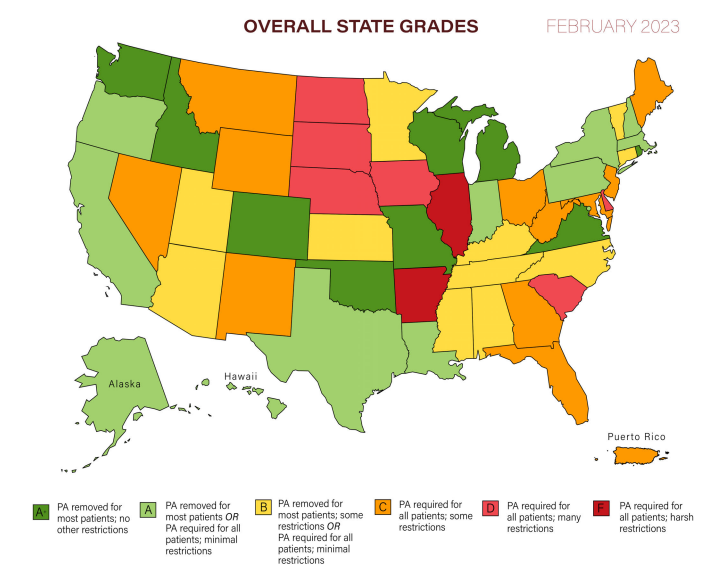 OVERALL STATE GRADES
FEBRUARY 2023
Alaska
Hawaii
Puerto Rico
A+
PA removed for
most patients; no
other restrictions
A
PA removed for
most patients OR
PA required for all
patients; minimal
restrictions
B
PA removed for
most patients; some
restrictions OR
PA required for all
patients; minimal
restrictions
C
PA required for
all patients; some
restrictions
D
PA required for
all patients; many
restrictions
F
PA required for
all patients; harsh
restrictions